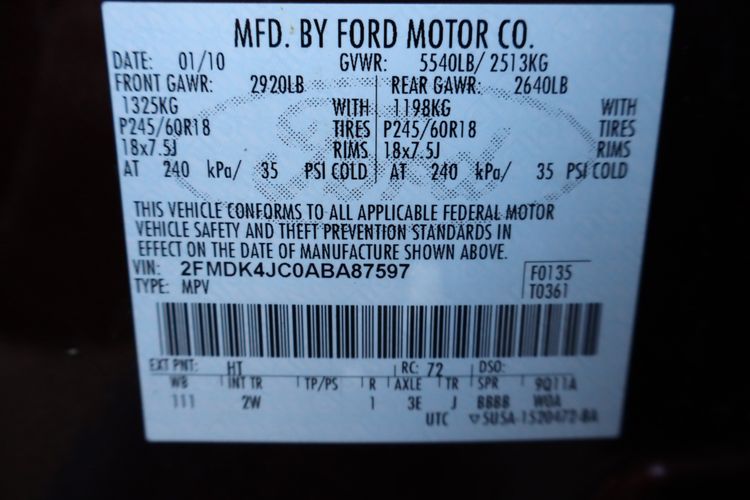 MFD. BY FORD MOTOR CO.
DATE: 01/10 GVWR: 5540LB/ 2513KG
FRONT GAWR: 2920LB REAR GAWR: 2640LB
1325KG WITH 1198KG WITH
P245/60R18 TIRES P245/60R18 TIRES
18x7.5J RIMS 18x7.5J RIMS
AT 240 kPa/ 35 PSI COLD AT 240 kPa/ 35 PSI COLD
Ford
THIS VEHICLE CONFORMS TO ALL APPLICABLE FEDERAL MOTOR
VEHICLE SAFETY AND THEFT PREVENTION STANDARDS IN
EFFECT ON THE DATE OF MANUFACTURE SHOWN ABOVE.
VIN: 2FMDK4JC0ABA87597 F0135
TYPE: MPV T0361
EXT PNT: HT RC: 72 DSO:
WB INT TR TP/PS R AXLE TR SPR 9Q11A
111 2W 1 3E J BBBB
UTC ▽5U5A-1520472-BA